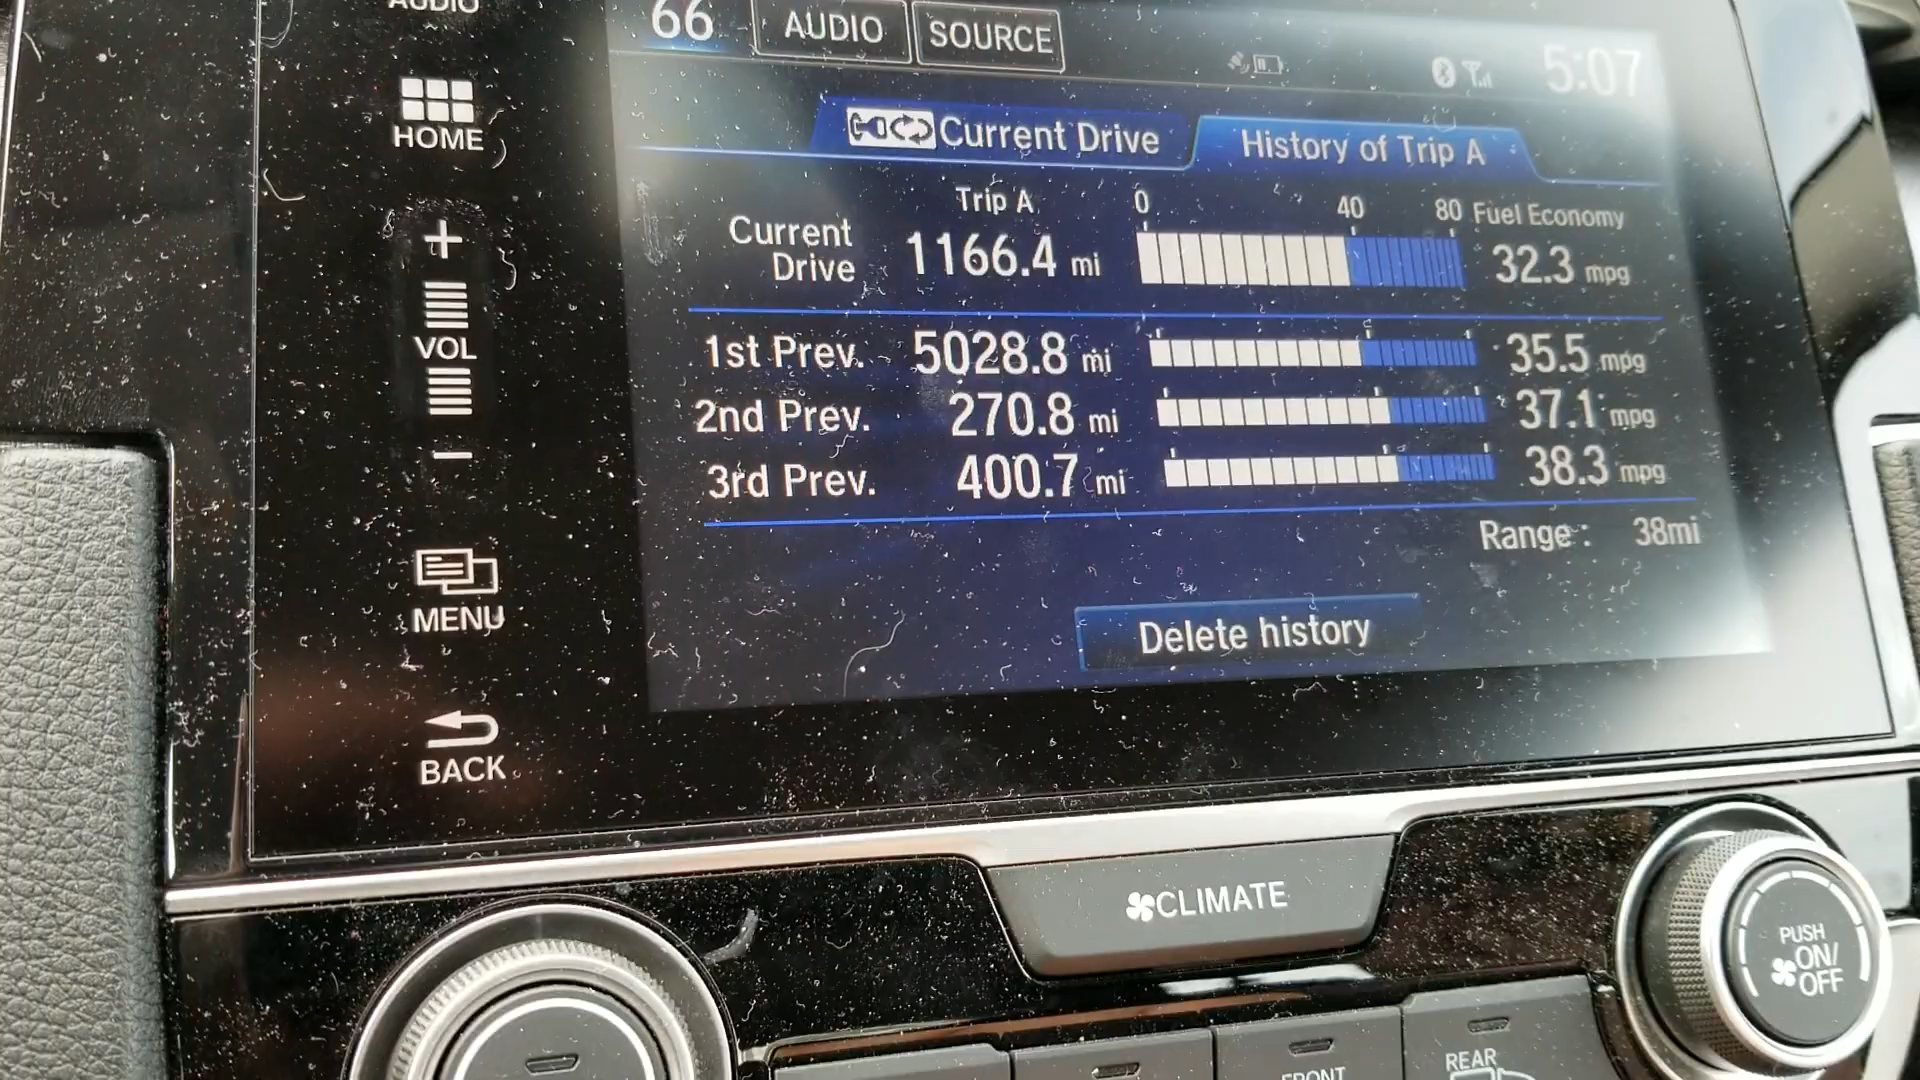 AUDIO
66 AUDIO SOURCE
5:07
HOME
Current Drive History of Trip A
Trip A 0 40 80 Fuel Economy
Current Drive 1166.4 mi 32.3 mpg
+
VOL
−
1st Prev. 5028.8 mi 35.5 mpg
2nd Prev. 270.8 mi 37.1 mpg
3rd Prev. 400.7 mi 38.3 mpg
Range : 38mi
MENU
Delete history
BACK
CLIMATE
PUSH
ON/
OFF
FRONT
REAR